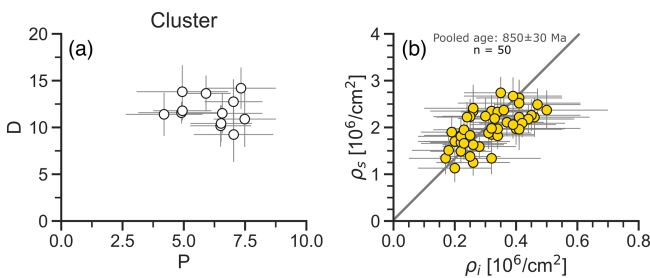 Cluster
(a)
20
15
10
5
0
D
0.0
2.5
5.0
7.5
10.0
P
(b)
Pooled age: 850±30 Ma
n = 50
4
3
2
1
0
ρs [10⁶/cm²]
0.0
0.2
0.4
0.6
0.8
ρi [10⁶/cm²]